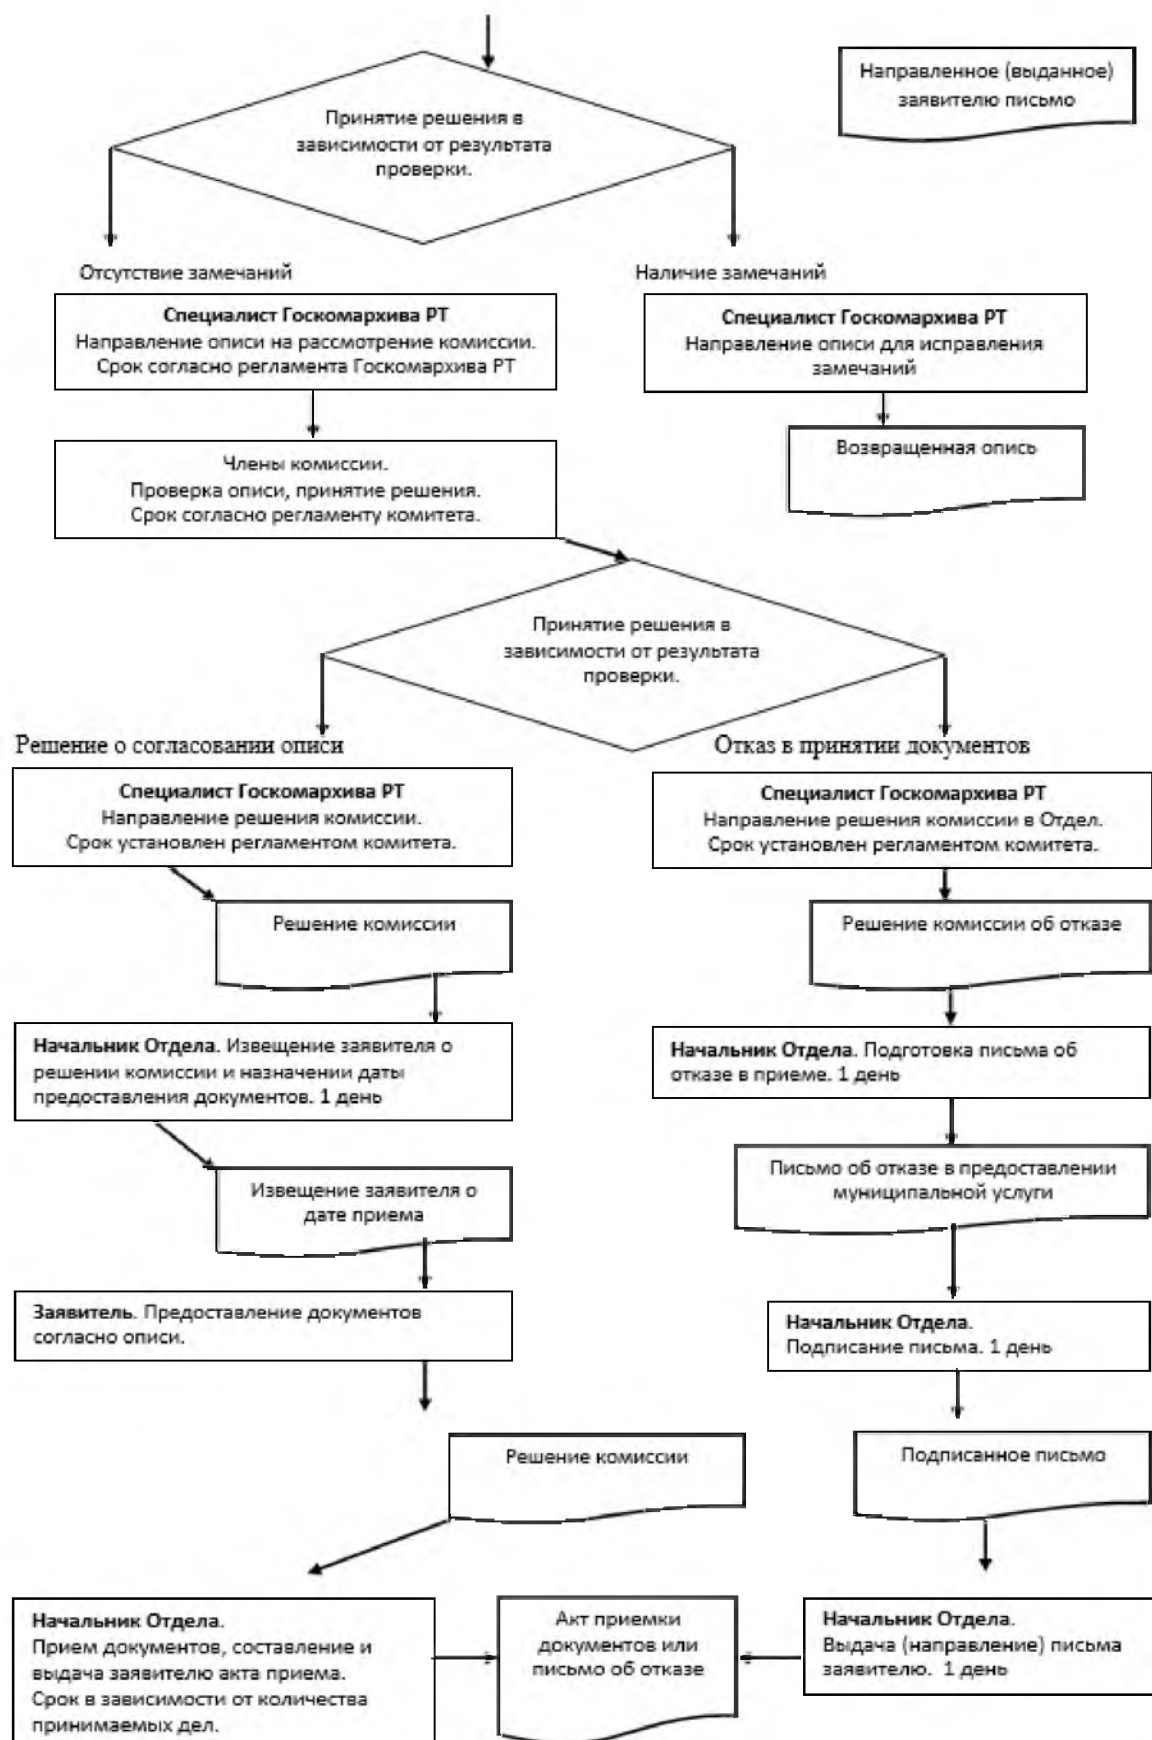 Направленное (выданное)
заявителю письмо
Принятие решения в
зависимости от результата
проверки.
Отсутствие замечаний
Наличие замечаний
Специалист Госкомархива РТ
Направление описи на рассмотрение комиссии.
Срок согласно регламента Госкомархива РТ
Специалист Госкомархива РТ
Направление описи для исправления
замечаний
Члены комиссии.
Проверка описи, принятие решения.
Срок согласно регламенту комитета.
Возвращенная опись
Принятие решения в
зависимости от результата
проверки.
Решение о согласовании описи
Отказ в принятии документов
Специалист Госкомархива РТ
Направление решения комиссии.
Срок установлен регламентом комитета.
Специалист Госкомархива РТ
Направление решения комиссии в Отдел.
Срок установлен регламентом комитета.
Решение комиссии
Решение комиссии об отказе
Начальник Отдела. Извещение заявителя о
решении комиссии и назначении даты
предоставления документов. 1 день
Начальник Отдела. Подготовка письма об
отказе в приеме. 1 день
Извещение заявителя о
дате приема
Письмо об отказе в предоставлении
муниципальной услуги
Заявитель. Предоставление документов
согласно описи.
Начальник Отдела.
Подписание письма. 1 день
Решение комиссии
Подписанное письмо
Начальник Отдела.
Прием документов, составление и
выдача заявителю акта приема.
Срок в зависимости от количества
принимаемых дел.
Акт приемки
документов или
письмо об отказе
Начальник Отдела.
Выдача (направление) письма
заявителю. 1 день